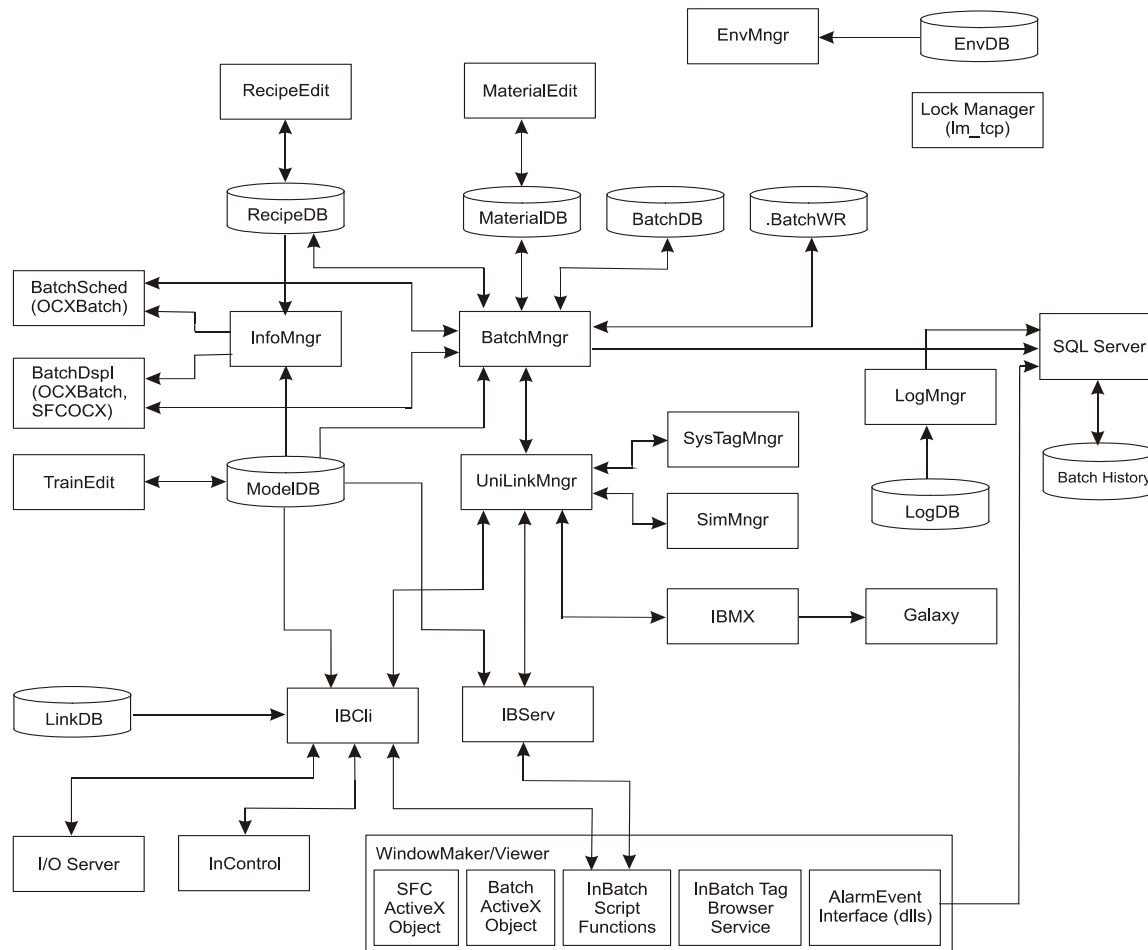 EnvMngr
EnvDB
RecipeEdit
MaterialEdit
Lock Manager
(lm_tcp)
RecipeDB
MaterialDB
BatchDB
.BatchWR
BatchSched
(OCXBatch)
InfoMngr
BatchMngr
SQL Server
BatchDspl
(OCXBatch,
SFCOCX)
LogMngr
SysTagMngr
TrainEdit
ModelDB
UniLinkMngr
Batch History
LogDB
SimMngr
IBMX
Galaxy
LinkDB
IBCli
IBServ
I/O Server
InControl
WindowMaker/Viewer
SFC
ActiveX
Object
Batch
ActiveX
Object
InBatch
Script
Functions
InBatch Tag
Browser
Service
AlarmEvent
Interface (dlls)